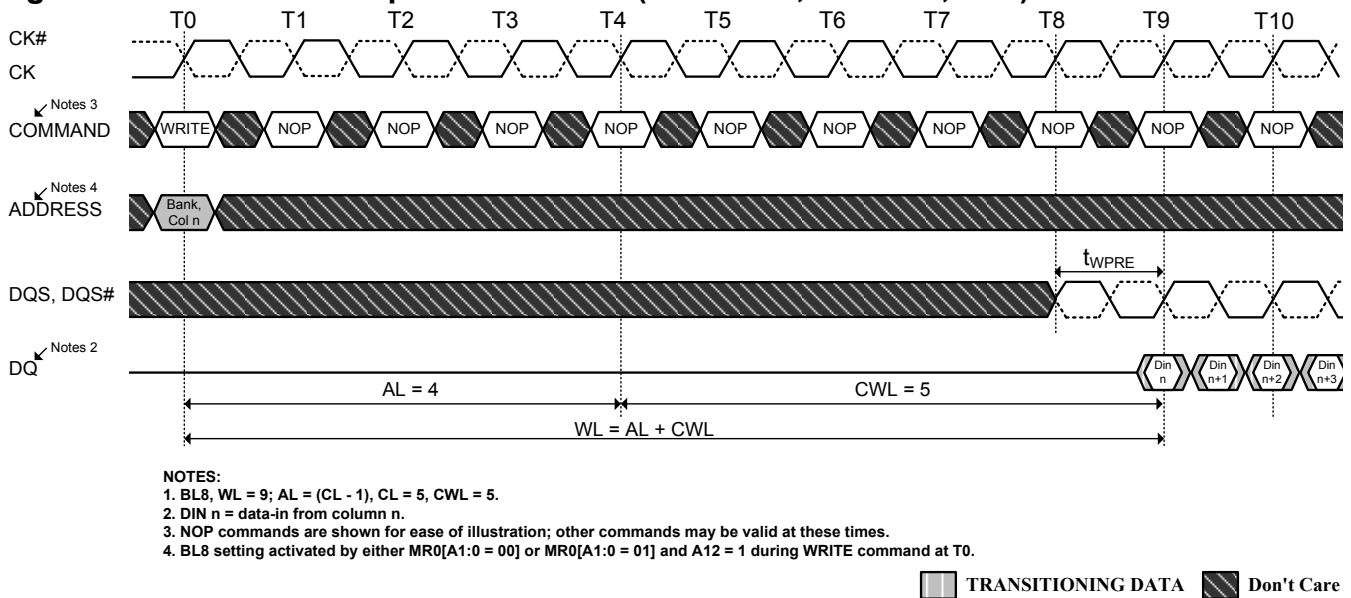 T0 T1 T2 T3 T4 T5 T6 T7 T8 T9 T10
CK#
CK
Notes 3
COMMAND WRITE NOP NOP NOP NOP NOP NOP NOP NOP NOP NOP
Notes 4
ADDRESS
Bank,
Col n
tWPRE
DQS, DQS#
Notes 2
DQ
Din n
Din n+1
Din n+2
Din n+3
AL = 4 CWL = 5
WL = AL + CWL
NOTES:
1. BL8, WL = 9; AL = (CL - 1), CL = 5, CWL = 5.
2. DIN n = data-in from column n.
3. NOP commands are shown for ease of illustration; other commands may be valid at these times.
4. BL8 setting activated by either MR0[A1:0 = 00] or MR0[A1:0 = 01] and A12 = 1 during WRITE command at T0.
TRANSITIONING DATA Don't Care